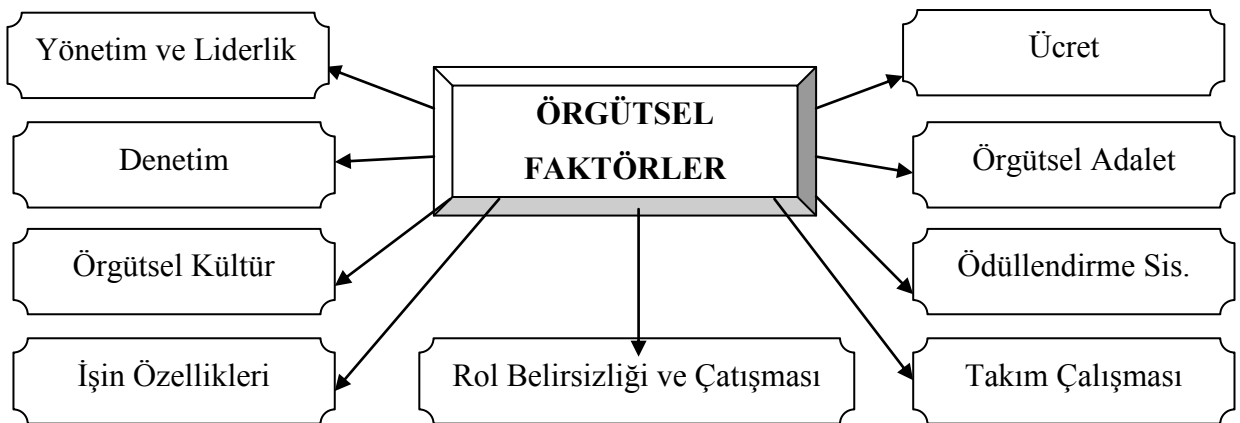 Yönetim ve Liderlik
Ücret
ÖRGÜTSEL
FAKTÖRLER
Denetim
Örgütsel Adalet
Örgütsel Kültür
Ödüllendirme Sis.
İşin Özellikleri
Rol Belirsizliği ve Çatışması
Takım Çalışması